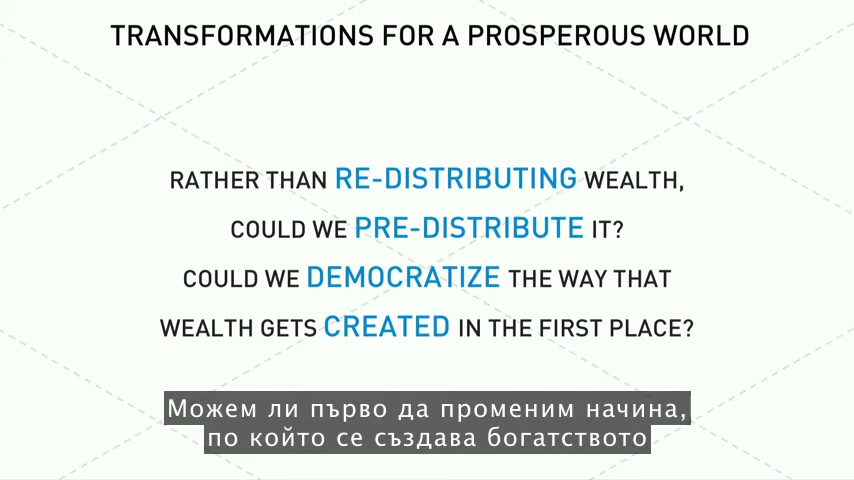 TRANSFORMATIONS FOR A PROSPEROUS WORLD
RATHER THAN RE-DISTRIBUTING WEALTH,
COULD WE PRE-DISTRIBUTE IT?
COULD WE DEMOCRATIZE THE WAY THAT
WEALTH GETS CREATED IN THE FIRST PLACE?
Можем ли първо да променим начина,
по който се създава богатството